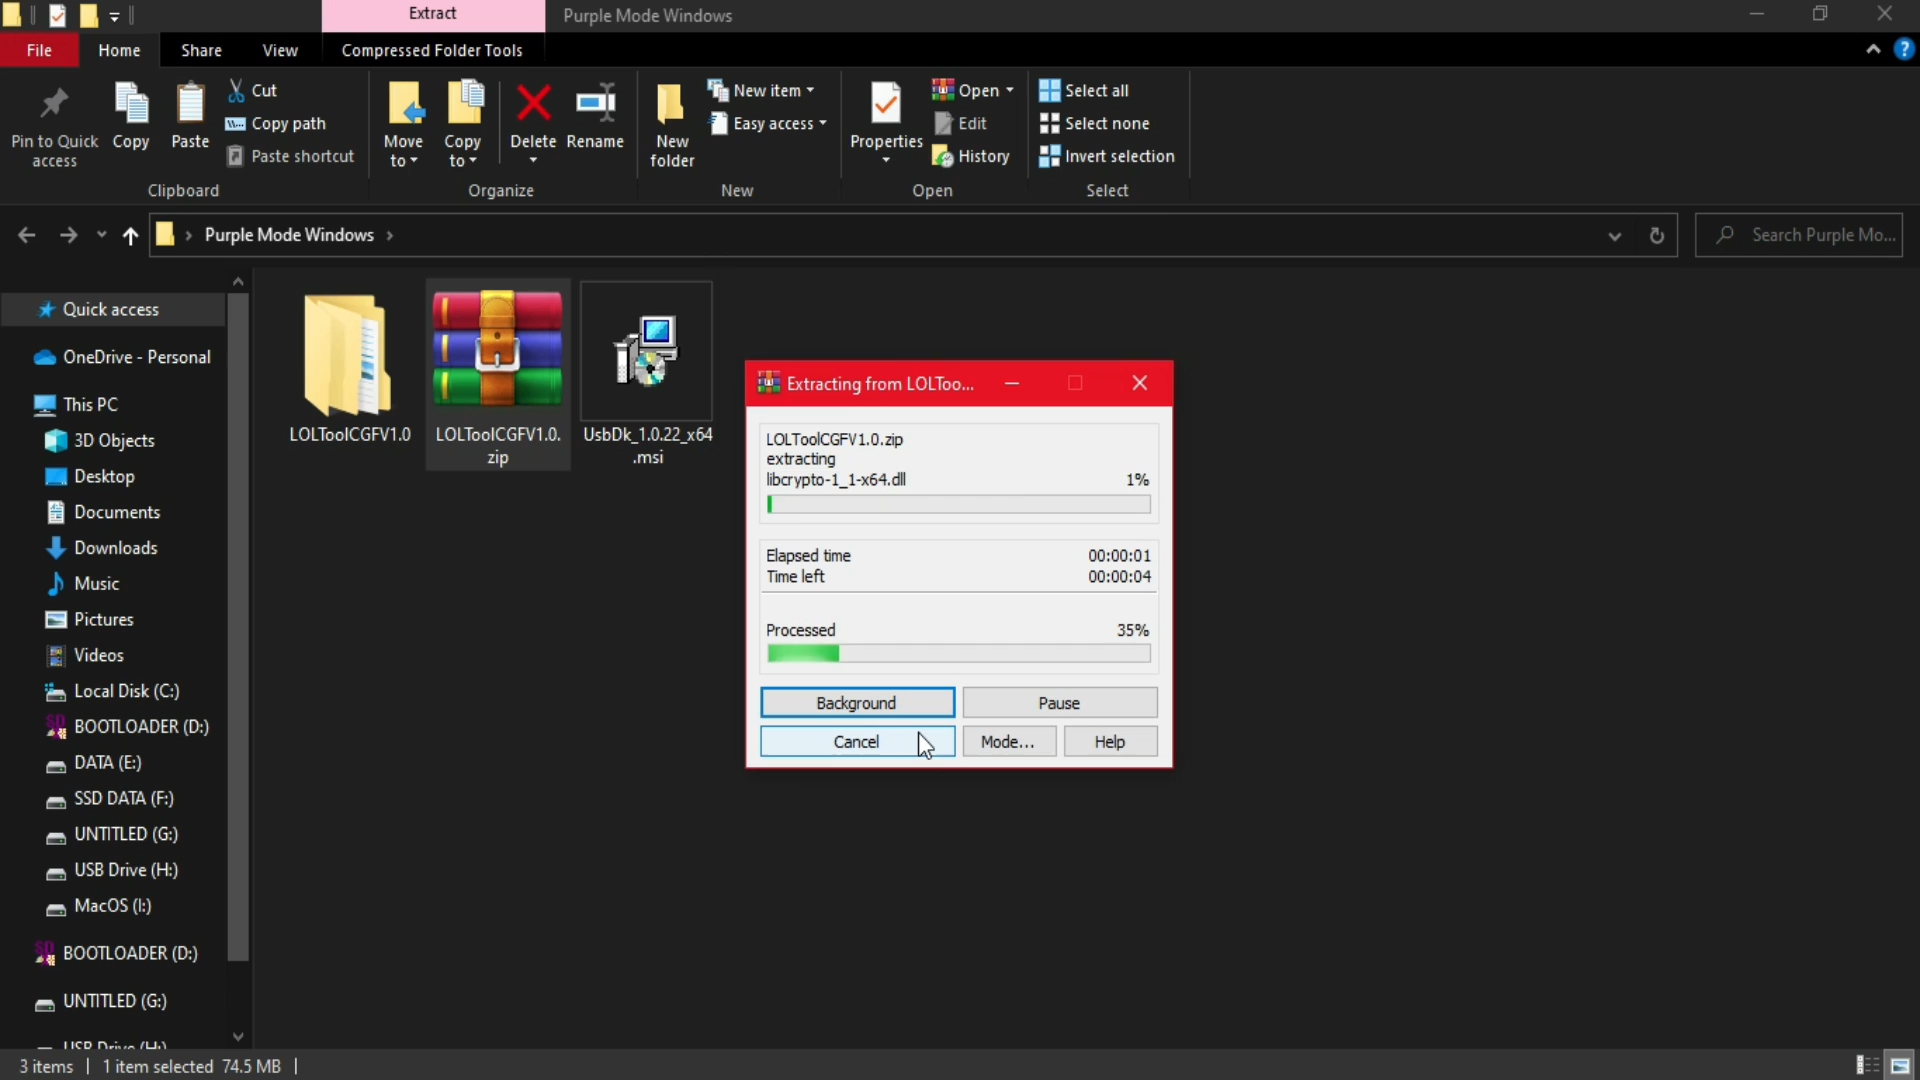 Extract
Purple Mode Windows
File
Home
Share
View
Compressed Folder Tools
Pin to Quick
access
Copy
Paste
Cut
Copy path
Paste shortcut
Clipboard
Move
to
Copy
to
Delete
Rename
Organize
New
folder
New item
Easy access
New
Properties
Open
Edit
History
Open
Select all
Select none
Invert selection
Select
Purple Mode Windows
Search Purple Mo...
Quick access
OneDrive - Personal
This PC
3D Objects
Desktop
Documents
Downloads
Music
Pictures
Videos
Local Disk (C:)
BOOTLOADER (D:)
DATA (E:)
SSD DATA (F:)
UNTITLED (G:)
USB Drive (H:)
MacOS (I:)
BOOTLOADER (D:)
UNTITLED (G:)
USB Drive (H:)
LOLToolCGFV1.0
LOLToolCGFV1.0.
zip
UsbDk_1.0.22_x64
.msi
Extracting from LOLToo...
LOLToolCGFV1.0.zip
extracting
libcrypto-1_1-x64.dll 1%
Elapsed time 00:00:01
Time left 00:00:04
Processed 35%
Background
Pause
Cancel
Mode...
Help
3 items
1 item selected 74.5 MB